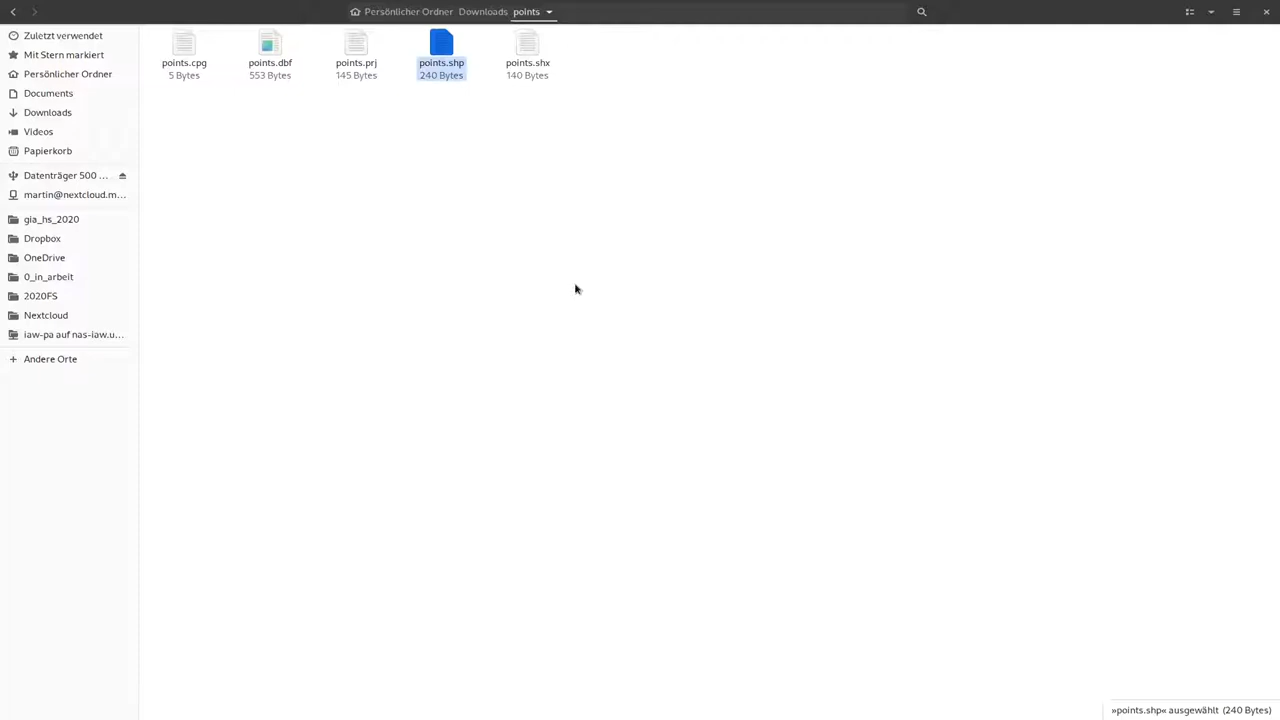 Persönlicher Ordner Downloads points
Zuletzt verwendet
Mit Stern markiert
Persönlicher Ordner
Documents
Downloads
Videos
Papierkorb
Datenträger 500 ...
martin@nextcloud.m...
gia_hs_2020
Dropbox
OneDrive
0_in_arbeit
2020FS
Nextcloud
iaw-pa auf nas-iaw.u...
Andere Orte
points.cpg
5 Bytes
points.dbf
553 Bytes
points.prj
145 Bytes
points.shp
240 Bytes
points.shx
140 Bytes
»points.shp« ausgewählt (240 Bytes)